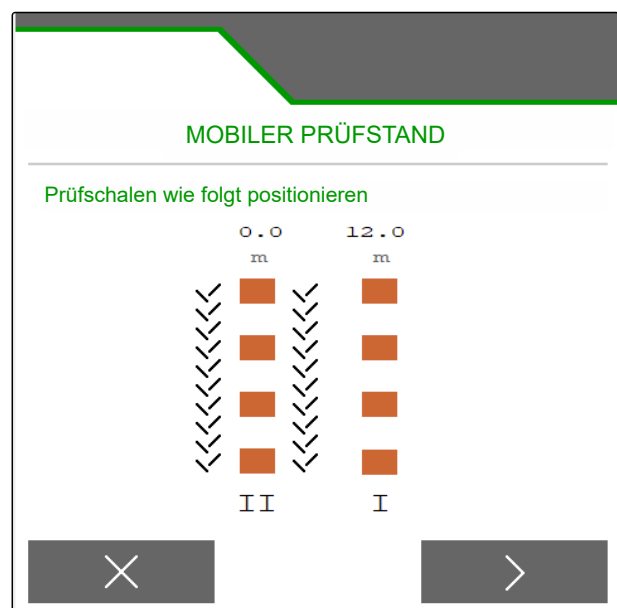 MOBILER PRÜFSTAND
Prüfschalen wie folgt positionieren
0.0 12.0
m m
II I